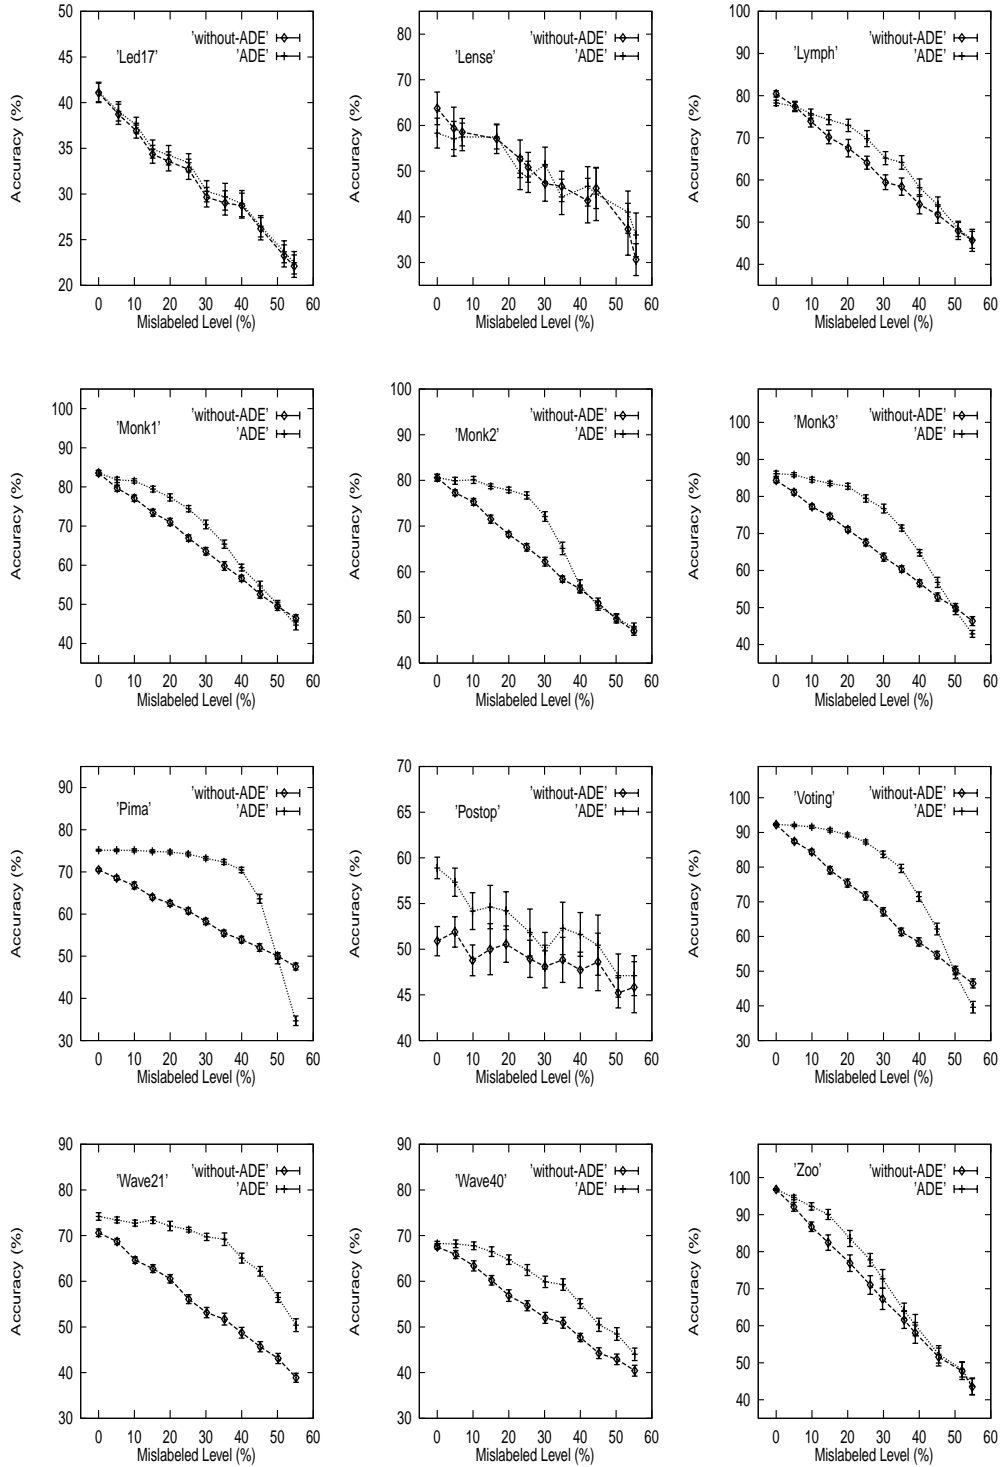 Accuracy (%)
50
45
40
35
30
25
20
'Led17'
'without-ADE'
'ADE'
0 10 20 30 40 50 60
Mislabeled Level (%)
Accuracy (%)
80
70
60
50
40
30
'Lense'
'without-ADE'
'ADE'
0 10 20 30 40 50 60
Mislabeled Level (%)
Accuracy (%)
100
90
80
70
60
50
40
'Lymph'
'without-ADE'
'ADE'
0 10 20 30 40 50 60
Mislabeled Level (%)
Accuracy (%)
100
90
80
70
60
50
40
'Monk1'
'without-ADE'
'ADE'
0 10 20 30 40 50 60
Mislabeled Level (%)
Accuracy (%)
100
90
80
70
60
50
40
'Monk2'
'without-ADE'
'ADE'
0 10 20 30 40 50 60
Mislabeled Level (%)
Accuracy (%)
100
90
80
70
60
50
40
'Monk3'
'without-ADE'
'ADE'
0 10 20 30 40 50 60
Mislabeled Level (%)
Accuracy (%)
90
80
70
60
50
40
30
'Pima'
'without-ADE'
'ADE'
0 10 20 30 40 50 60
Mislabeled Level (%)
Accuracy (%)
70
65
60
55
50
45
40
'Postop'
'without-ADE'
'ADE'
0 10 20 30 40 50 60
Mislabeled Level (%)
Accuracy (%)
100
90
80
70
60
50
40
30
'Voting'
'without-ADE'
'ADE'
0 10 20 30 40 50 60
Mislabeled Level (%)
Accuracy (%)
90
80
70
60
50
40
30
'Wave21'
'without-ADE'
'ADE'
0 10 20 30 40 50 60
Mislabeled Level (%)
Accuracy (%)
90
80
70
60
50
40
30
'Wave40'
'without-ADE'
'ADE'
0 10 20 30 40 50 60
Mislabeled Level (%)
Accuracy (%)
100
90
80
70
60
50
40
'Zoo'
'without-ADE'
'ADE'
0 10 20 30 40 50 60
Mislabeled Level (%)